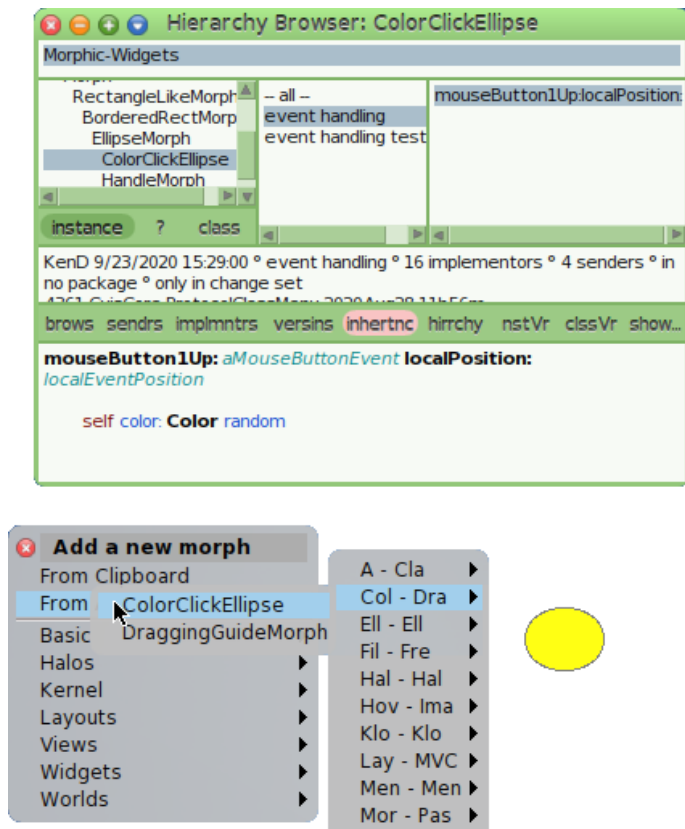 Hierarchy Browser: ColorClickEllipse
Morphic-Widgets
RectangleLikeMorph
BorderedRectMorp
EllipseMorph
ColorClickEllipse
HandleMorph
-- all --
event handling
event handling test
mouseButton1Up:localPosition:
instance ? class
KenD 9/23/2020 15:29:00 ° event handling ° 16 implementors ° 4 senders ° in
no package ° only in change set
brows sendrs implmntrs versins inhertnc hirrchy nstVr clssVr show...
mouseButton1Up: aMouseButtonEvent localPosition:
localEventPosition
self color: Color random
Add a new morph
From Clipboard
From
ColorClickEllipse
DraggingGuideMorph
Basic
Halos
Kernel
Layouts
Views
Widgets
Worlds
A - Cla
Col - Dra
Ell - Ell
Fil - Fre
Hal - Hal
Hov - Ima
Klo - Klo
Lay - MVC
Men - Men
Mor - Pas